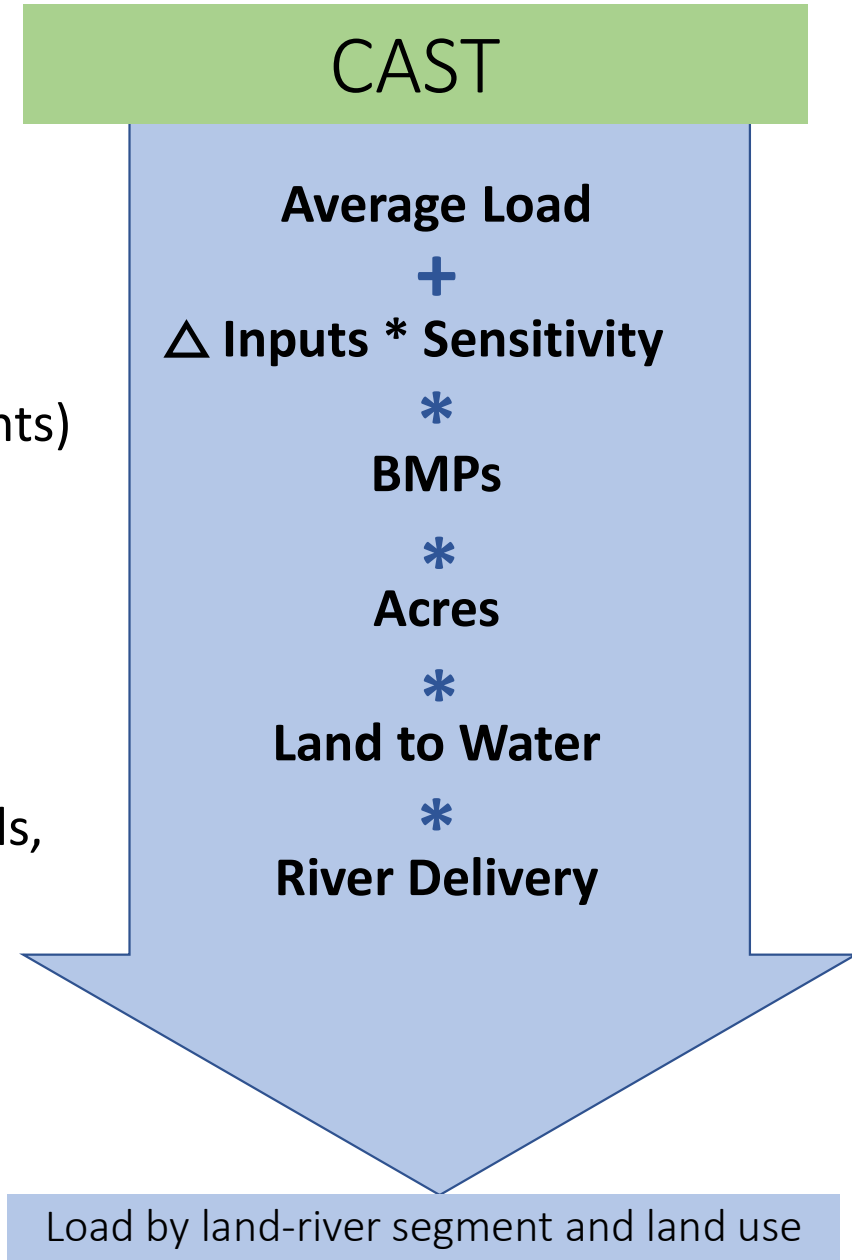 CAST
Average Load
+
△ Inputs * Sensitivity
*
nts)
BMPs
*
Acres
*
Land to Water
*
ls,
River Delivery
Load by land-river segment and land use